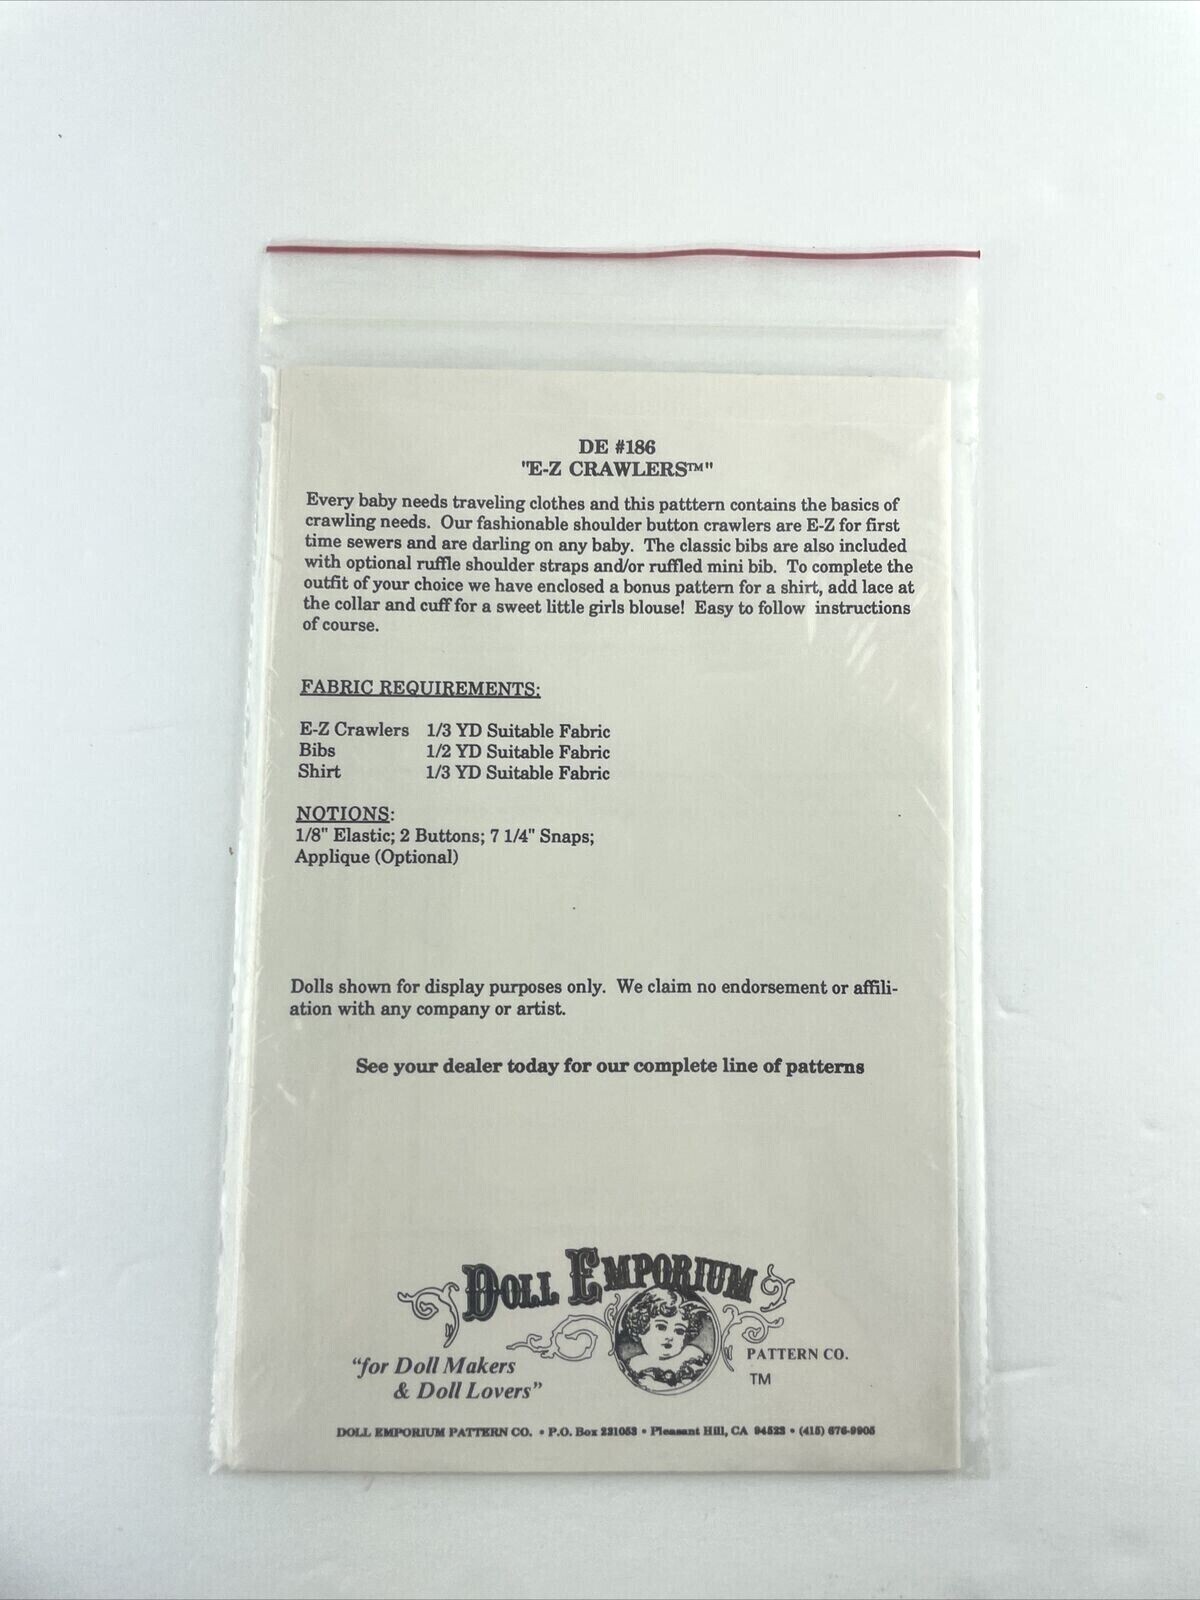 DE #186
"E-Z CRAWLERS™"
Every baby needs traveling clothes and this patttern contains the basics of
crawling needs. Our fashionable shoulder button crawlers are E-Z for first
time sewers and are darling on any baby. The classic bibs are also included
with optional ruffle shoulder straps and/or ruffled mini bib. To complete the
outfit of your choice we have enclosed a bonus pattern for a shirt, add lace at
the collar and cuff for a sweet little girls blouse! Easy to follow instructions
of course.
FABRIC REQUIREMENTS:
E-Z Crawlers 1/3 YD Suitable Fabric
Bibs 1/2 YD Suitable Fabric
Shirt 1/3 YD Suitable Fabric
NOTIONS:
1/8" Elastic; 2 Buttons; 7 1/4" Snaps;
Applique (Optional)
Dolls shown for display purposes only. We claim no endorsement or affili-
ation with any company or artist.
See your dealer today for our complete line of patterns
DOLL EMPORIUM
PATTERN CO.
TM
“for Doll Makers
& Doll Lovers”
DOLL EMPORIUM PATTERN CO. • P.O. Box 231053 • Pleasant Hill, CA 94523 • (415) 676-9905